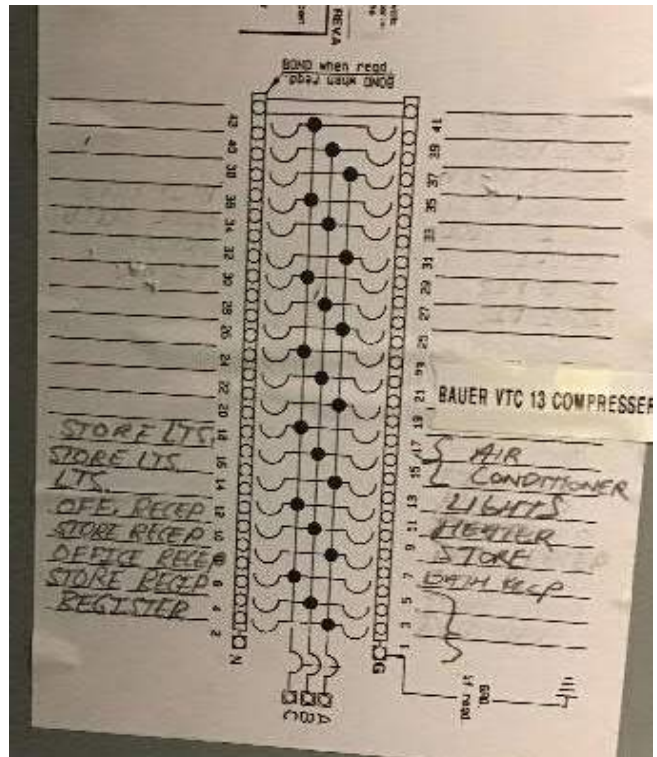 REV.A
BOND when reqd.
BOND when reqd.
42 41
40 39
38 37
36 35
34 33
32 31
30 29
28 27
26 25
24 23
22 21
BAUER VTC 13 COMPRESSER
20 19
STORE LTS. 18 17 AIR
STORE LTS 16 15 CONDITIONER
LTS. 14 13 LIGHTS
OFF. RECEP 12 11 HEATER
STORE RECEP 10 9 STORE
OFFICE RECEP 8 7 BATH RECP
STORE RECEP 6 5
REGISTER 4 3
2 1
N G
GND.
if reqd
A B C